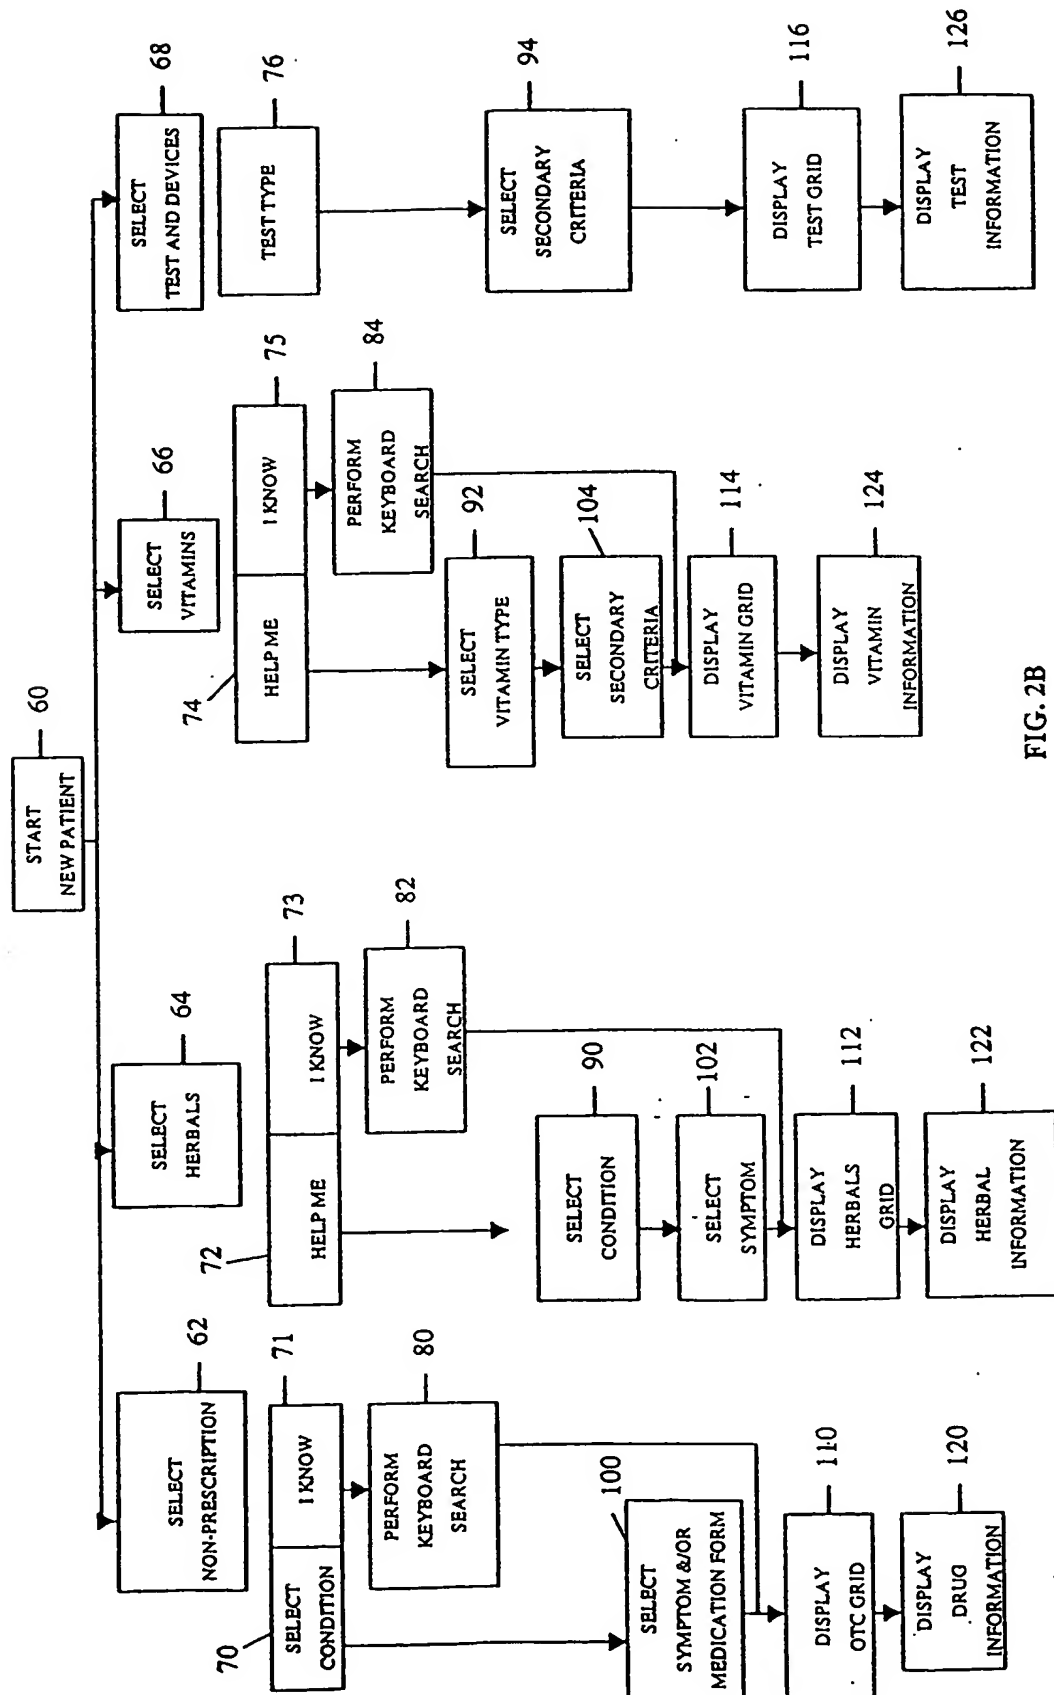 START
NEW PATIENT
60
SELECT
NON-PRESCRIPTION
62
SELECT
CONDITION
70
I KNOW
71
PERFORM
KEYBOARD
SEARCH
80
SELECT
SYMPTOM &/OR
MEDICATION FORM
100
DISPLAY
OTC GRID
110
DISPLAY
DRUG
INFORMATION
120
SELECT
HERBALS
64
HELP ME
72
I KNOW
73
PERFORM
KEYBOARD
SEARCH
82
SELECT
CONDITION
90
SELECT
SYMPTOM
102
DISPLAY
HERBALS
GRID
112
DISPLAY
HERBAL
INFORMATION
122
SELECT
VITAMINS
66
HELP ME
74
I KNOW
75
PERFORM
KEYBOARD
SEARCH
84
SELECT
VITAMIN TYPE
92
SELECT
SECONDARY
CRITERIA
104
DISPLAY
VITAMIN GRID
114
DISPLAY
VITAMIN
INFORMATION
124
SELECT
TEST AND DEVICES
68
TEST TYPE
76
SELECT
SECONDARY
CRITERIA
94
DISPLAY
TEST GRID
116
DISPLAY
TEST
INFORMATION
126
FIG. 2B